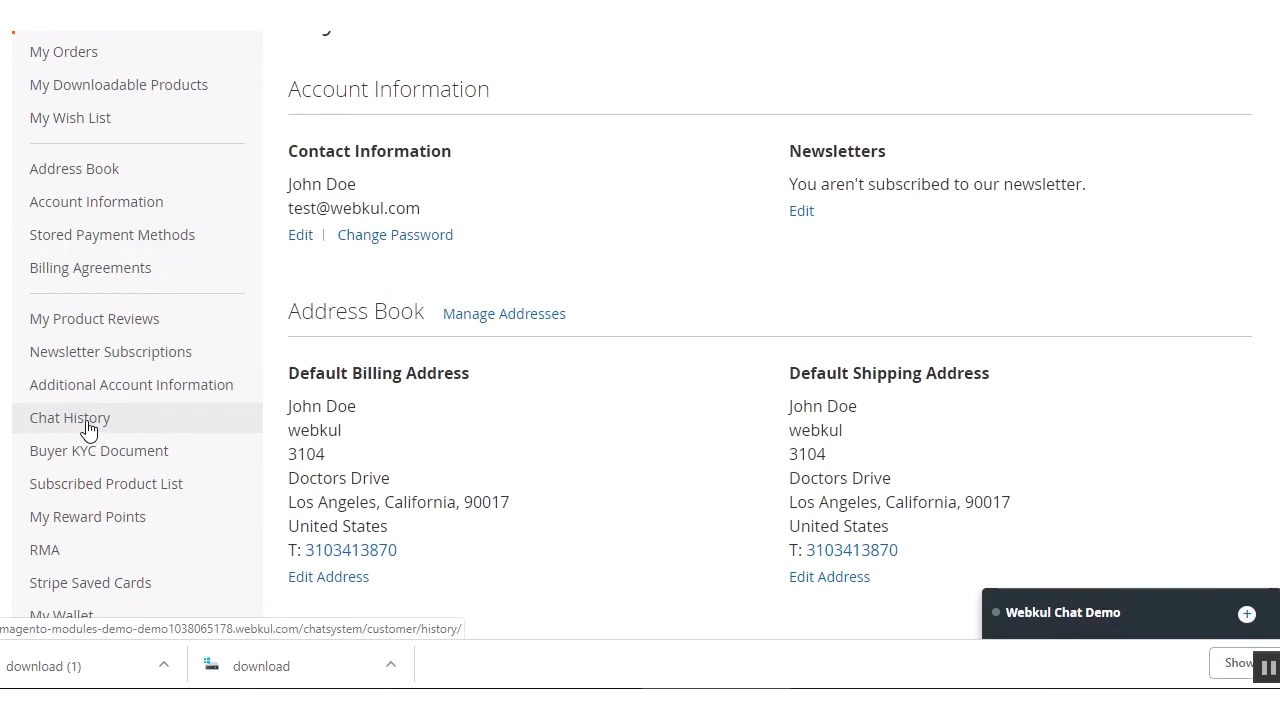 My Orders
My Downloadable Products
My Wish List
Address Book
Account Information
Stored Payment Methods
Billing Agreements
My Product Reviews
Newsletter Subscriptions
Additional Account Information
Chat History
Buyer KYC Document
Subscribed Product List
My Reward Points
RMA
Stripe Saved Cards
My Wallet
Account Information
Contact Information
John Doe
test@webkul.com
Edit | Change Password
Newsletters
You aren't subscribed to our newsletter.
Edit
Address Book Manage Addresses
Default Billing Address
John Doe
webkul
3104
Doctors Drive
Los Angeles, California, 90017
United States
T: 3103413870
Edit Address
Default Shipping Address
John Doe
webkul
3104
Doctors Drive
Los Angeles, California, 90017
United States
T: 3103413870
Edit Address
Webkul Chat Demo
magento-modules-demo-demo1038065178.webkul.com/chatsystem/customer/history/
download (1)
download
Show